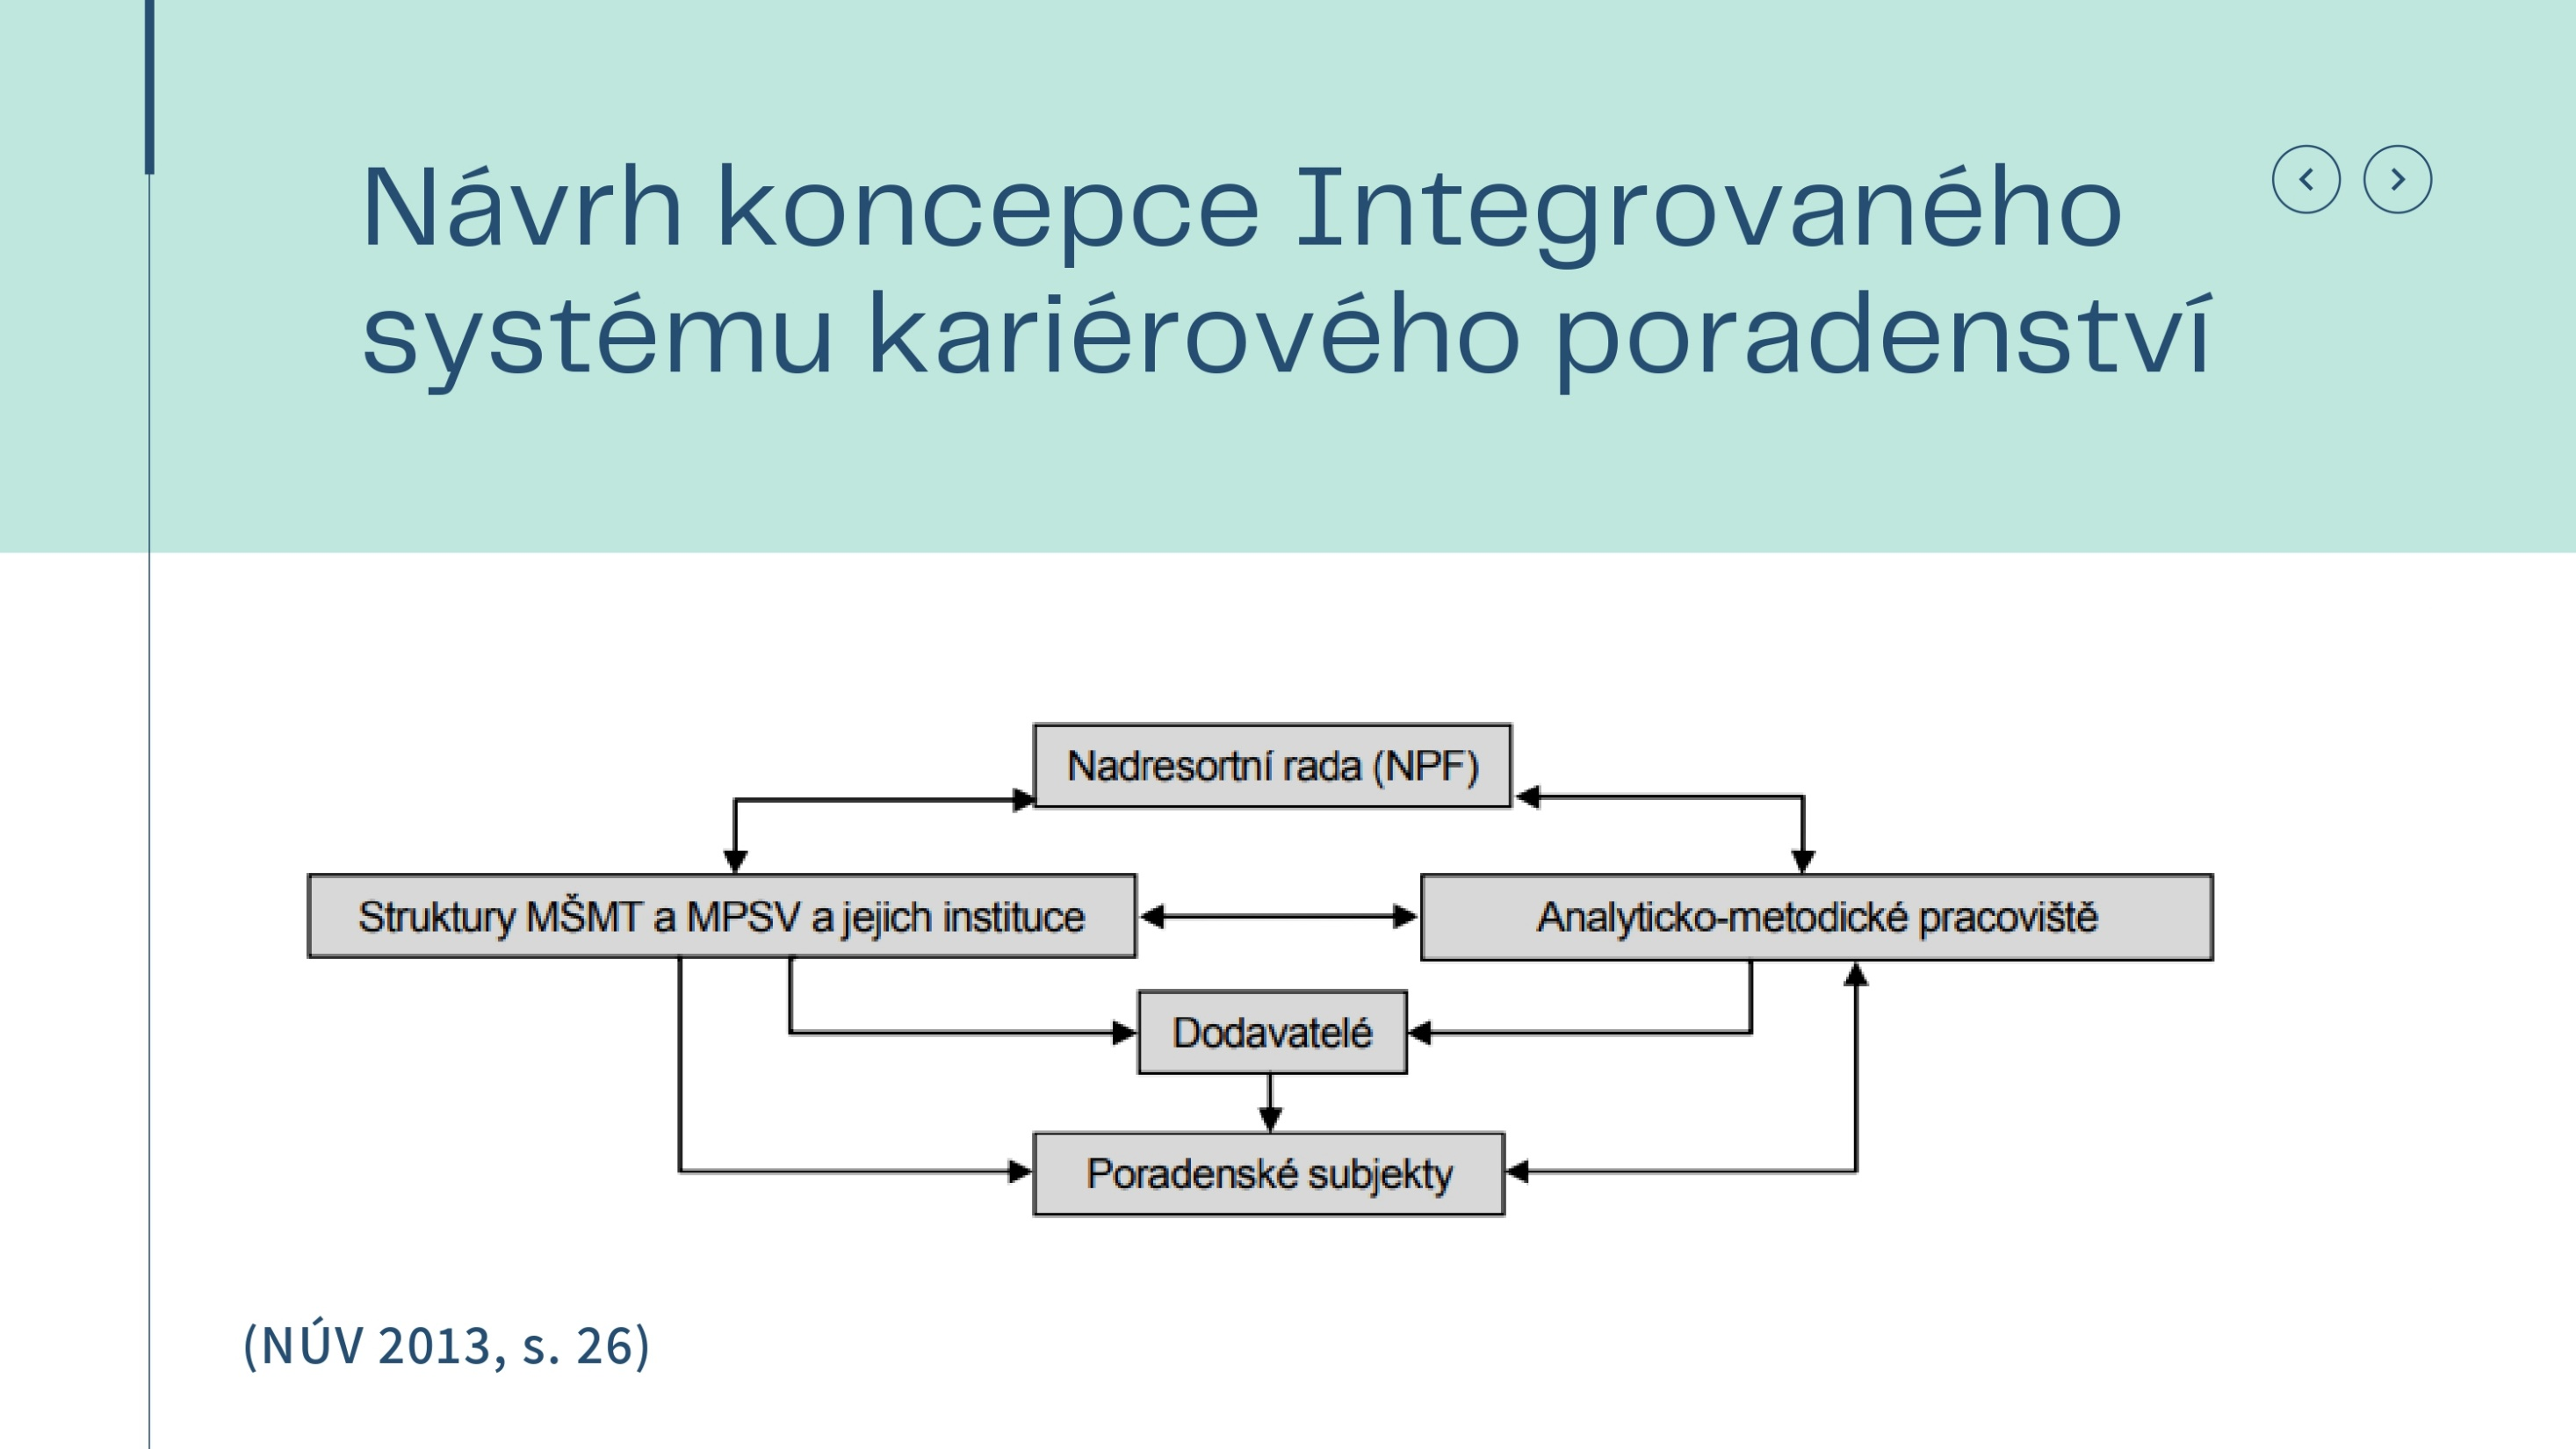 Návrh koncepce Integrovaného
systému kariérového poradenství
Nadresortní rada (NPF)
Struktury MŠMT a MPSV a jejich instituce
Analyticko-metodické pracoviště
Dodavatelé
Poradenské subjekty
(NÚV 2013, s. 26)